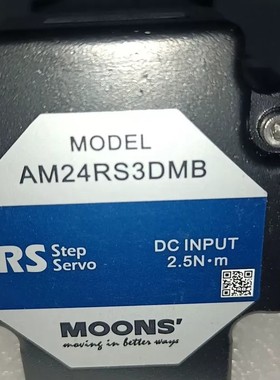 MODEL
AM24RS3DMB
RS Step Servo
DC INPUT
2.5N·m
MOONS'
moving in better ways